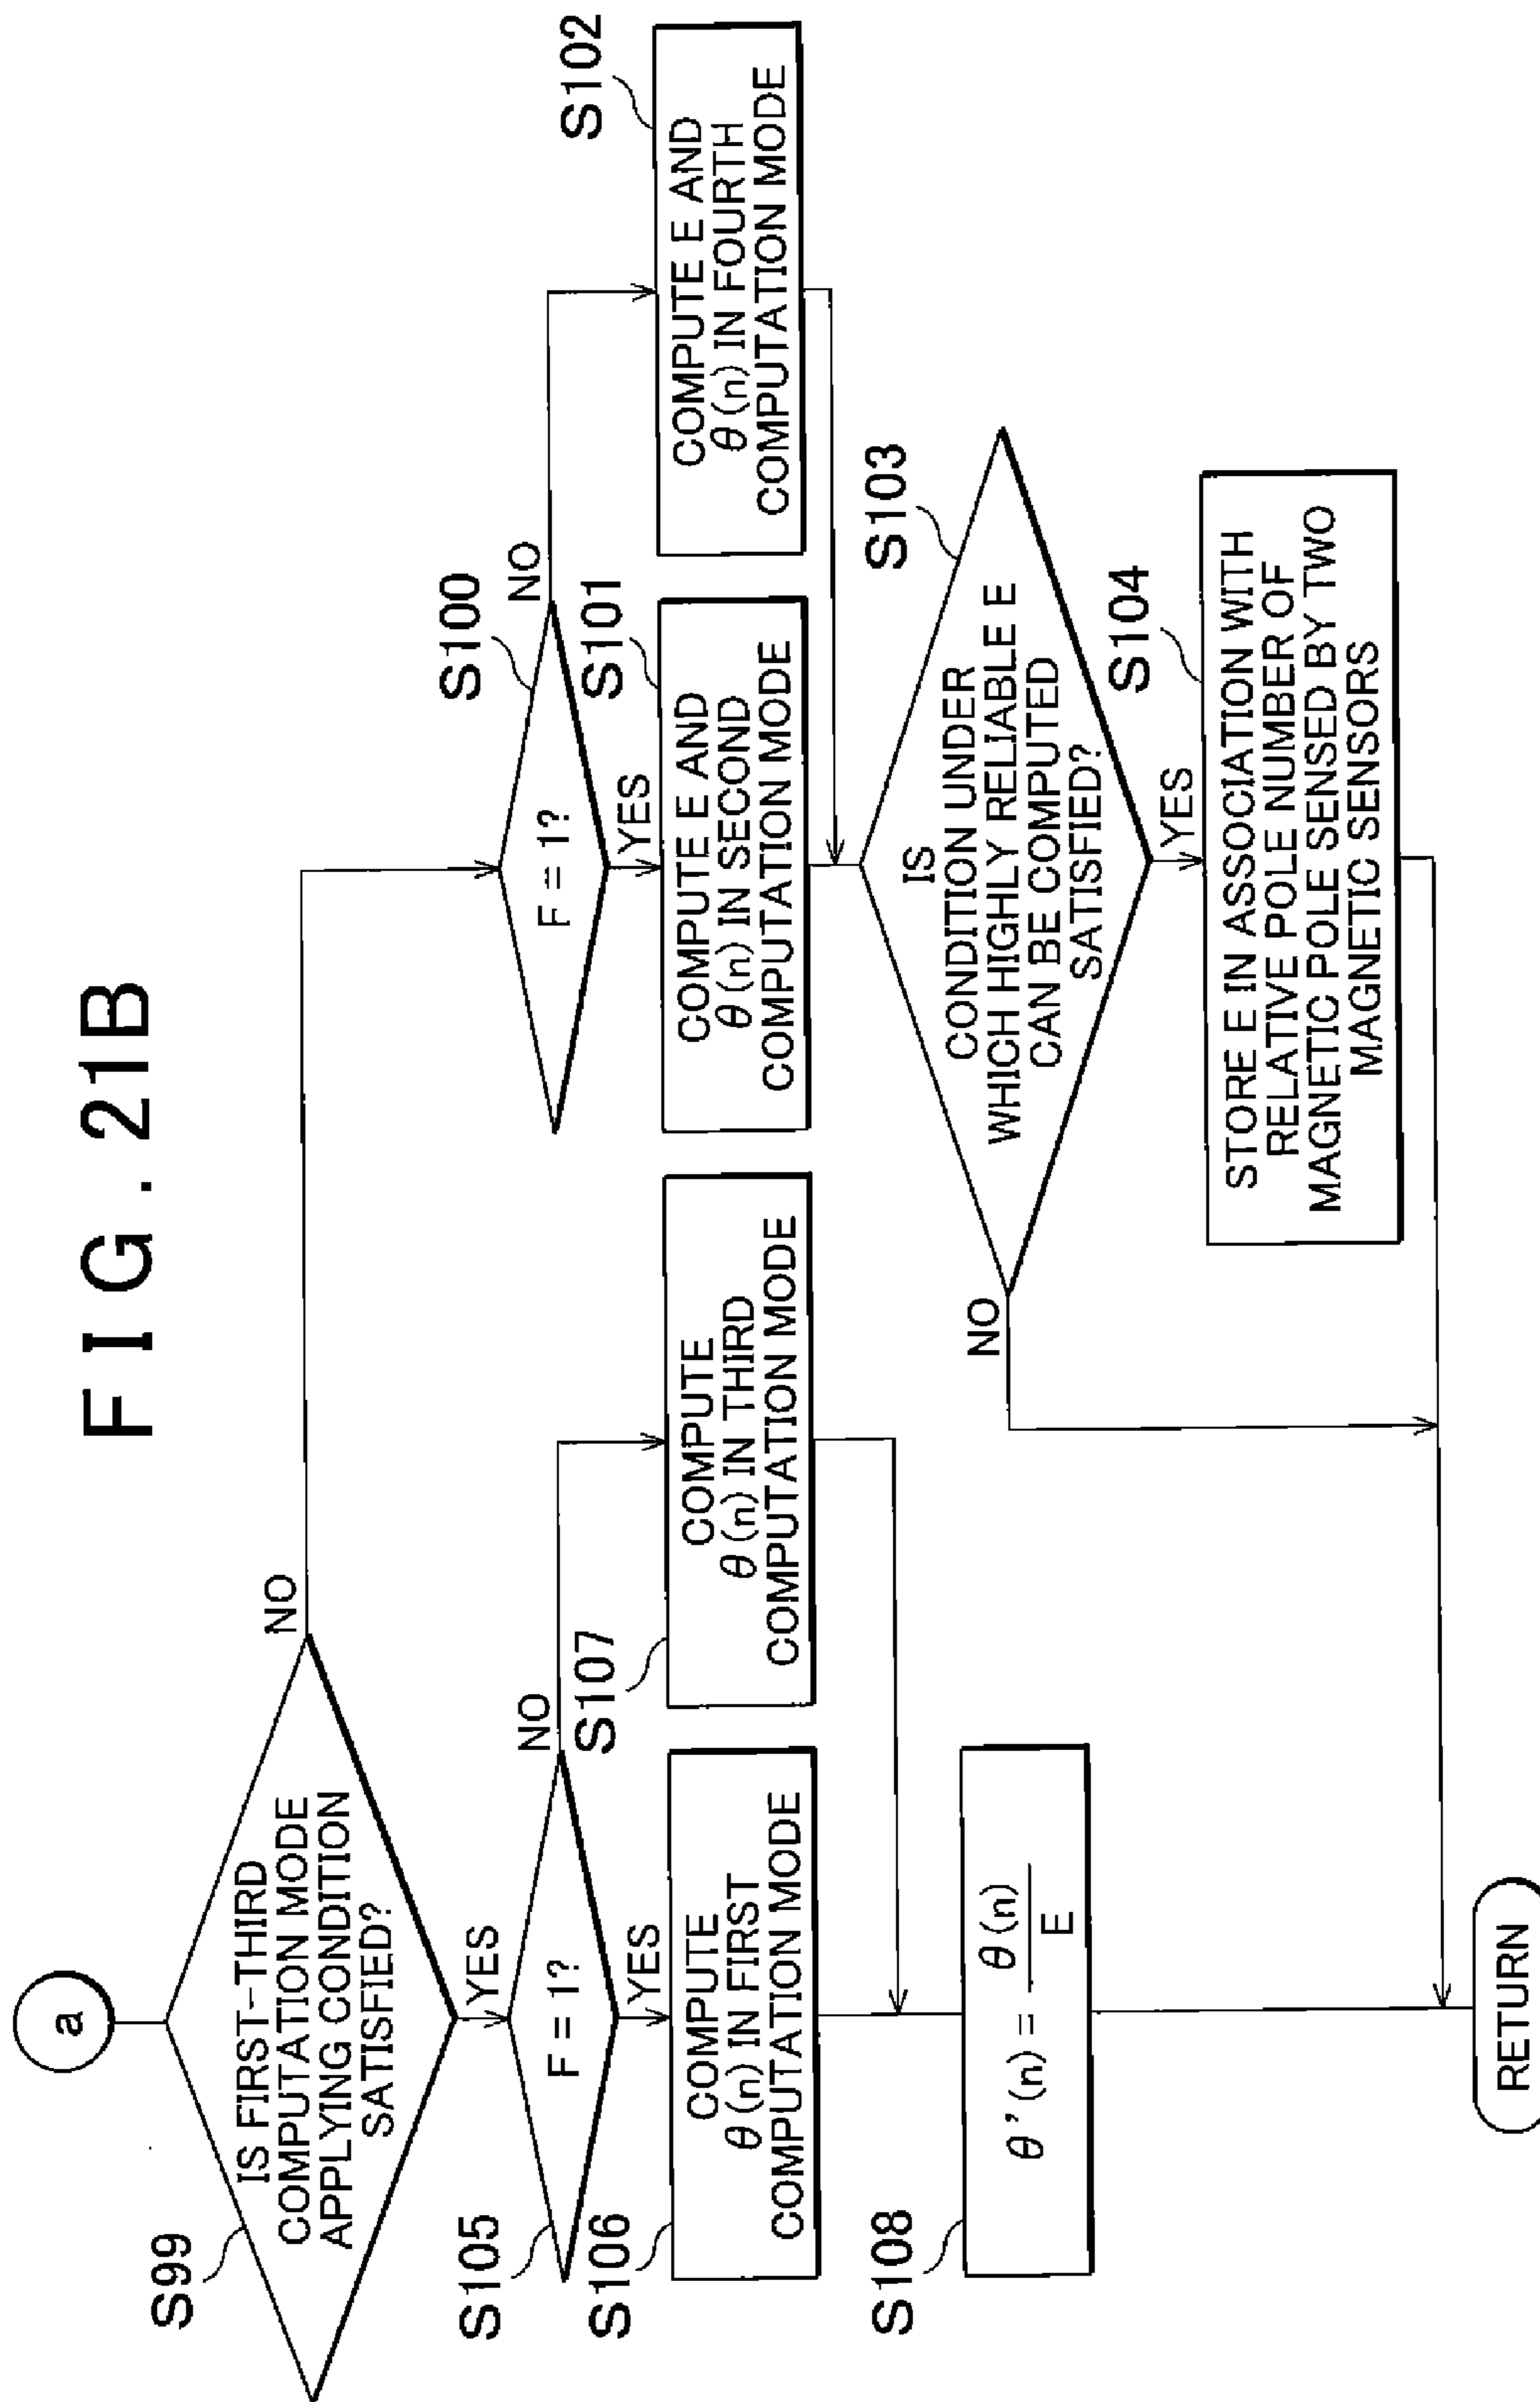 F I G . 21B
a
S99
IS FIRST-THIRD
COMPUTATION MODE
APPLYING CONDITION
SATISFIED?
NO
YES
S105
F = 1?
NO
YES
S106
COMPUTE
θ(n) IN FIRST
COMPUTATION MODE
S107
COMPUTE
θ(n) IN THIRD
COMPUTATION MODE
S108
θ'(n) = θ(n)
E
S100
F = 1?
NO
YES
S101
COMPUTE E AND
θ(n) IN SECOND
COMPUTATION MODE
S102
COMPUTE E AND
θ(n) IN FOURTH
COMPUTATION MODE
S103
IS
CONDITION UNDER
WHICH HIGHLY RELIABLE E
CAN BE COMPUTED
SATISFIED?
NO
YES
S104
STORE E IN ASSOCIATION WITH
RELATIVE POLE NUMBER OF
MAGNETIC POLE SENSED BY TWO
MAGNETIC SENSORS
RETURN